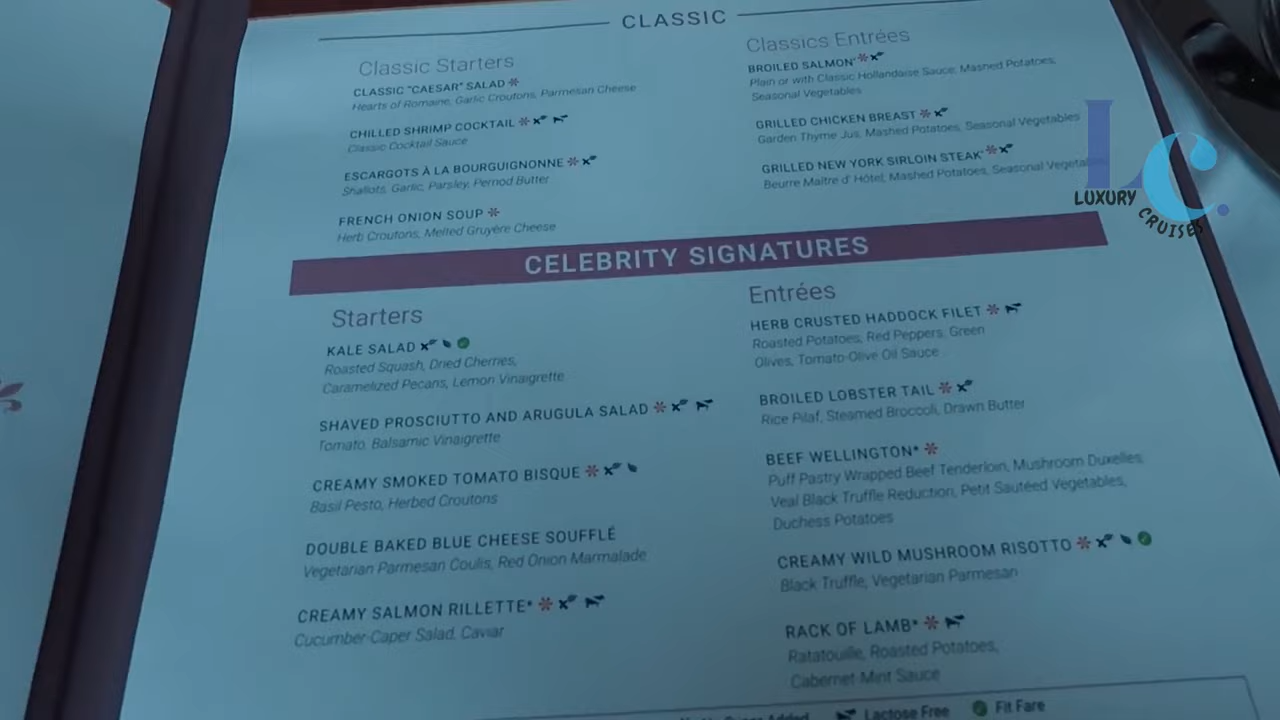 CLASSIC
Classic Starters
CLASSIC "CAESAR" SALAD
Hearts of Romaine, Garlic Croutons, Parmesan Cheese
CHILLED SHRIMP COCKTAIL
Classic Cocktail Sauce
ESCARGOTS À LA BOURGUIGNONNE
Shallots, Garlic, Parsley, Pernod Butter
FRENCH ONION SOUP
Herb Croutons, Melted Gruyère Cheese
Classics Entrées
BROILED SALMON*
Plain or with Classic Hollandaise Sauce, Mashed Potatoes,
Seasonal Vegetables
GRILLED CHICKEN BREAST
Garden Thyme Jus, Mashed Potatoes, Seasonal Vegetables
GRILLED NEW YORK SIRLOIN STEAK*
Beurre Maître d' Hôtel, Mashed Potatoes, Seasonal Vegetables
LC.
LUXURY
CRUISES
CELEBRITY SIGNATURES
Starters
KALE SALAD
Roasted Squash, Dried Cherries,
Caramelized Pecans, Lemon Vinaigrette
SHAVED PROSCIUTTO AND ARUGULA SALAD
Tomato, Balsamic Vinaigrette
CREAMY SMOKED TOMATO BISQUE
Basil Pesto, Herbed Croutons
DOUBLE BAKED BLUE CHEESE SOUFFLÉ
Vegetarian Parmesan Coulis, Red Onion Marmalade
CREAMY SALMON RILLETTE*
Cucumber-Caper Salad, Caviar
Entrées
HERB CRUSTED HADDOCK FILET
Roasted Potatoes, Red Peppers, Green
Olives, Tomato-Olive Oil Sauce
BROILED LOBSTER TAIL
Rice Pilaf, Steamed Broccoli, Drawn Butter
BEEF WELLINGTON*
Puff Pastry Wrapped Beef Tenderloin, Mushroom Duxelles,
Veal Black Truffle Reduction, Petit Sautéed Vegetables,
Duchess Potatoes
CREAMY WILD MUSHROOM RISOTTO
Black Truffle, Vegetarian Parmesan
RACK OF LAMB*
Ratatouille, Roasted Potatoes,
Cabernet-Mint Sauce
Added Lactose Free Fit Fare